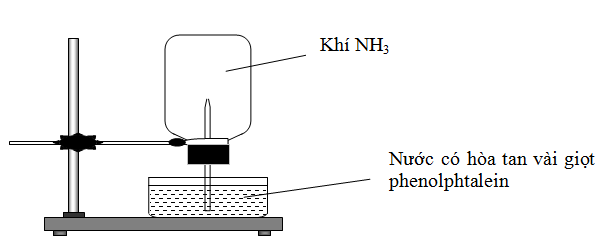 Khí NH₃
Nước có hòa tan vài giọt
phenolphtalein